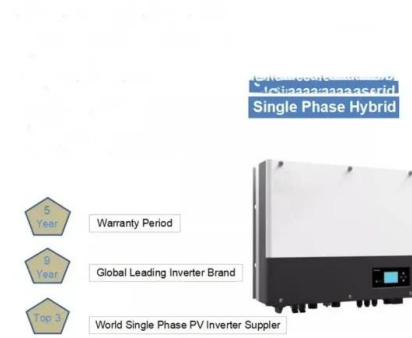 Single Phase Hybrid
5
Year
Warranty Period
9
Year
Global Leading Inverter Brand
Top 3
World Single Phase PV Inverter Suppler